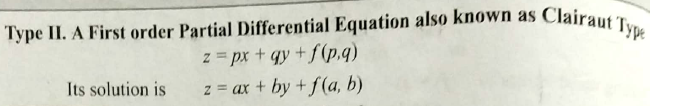 Type II. A First order Partial Differential Equation also known as Clairaut Type
z = px + qy + f(p,q)
Its solution is z = ax + by + f(a, b)